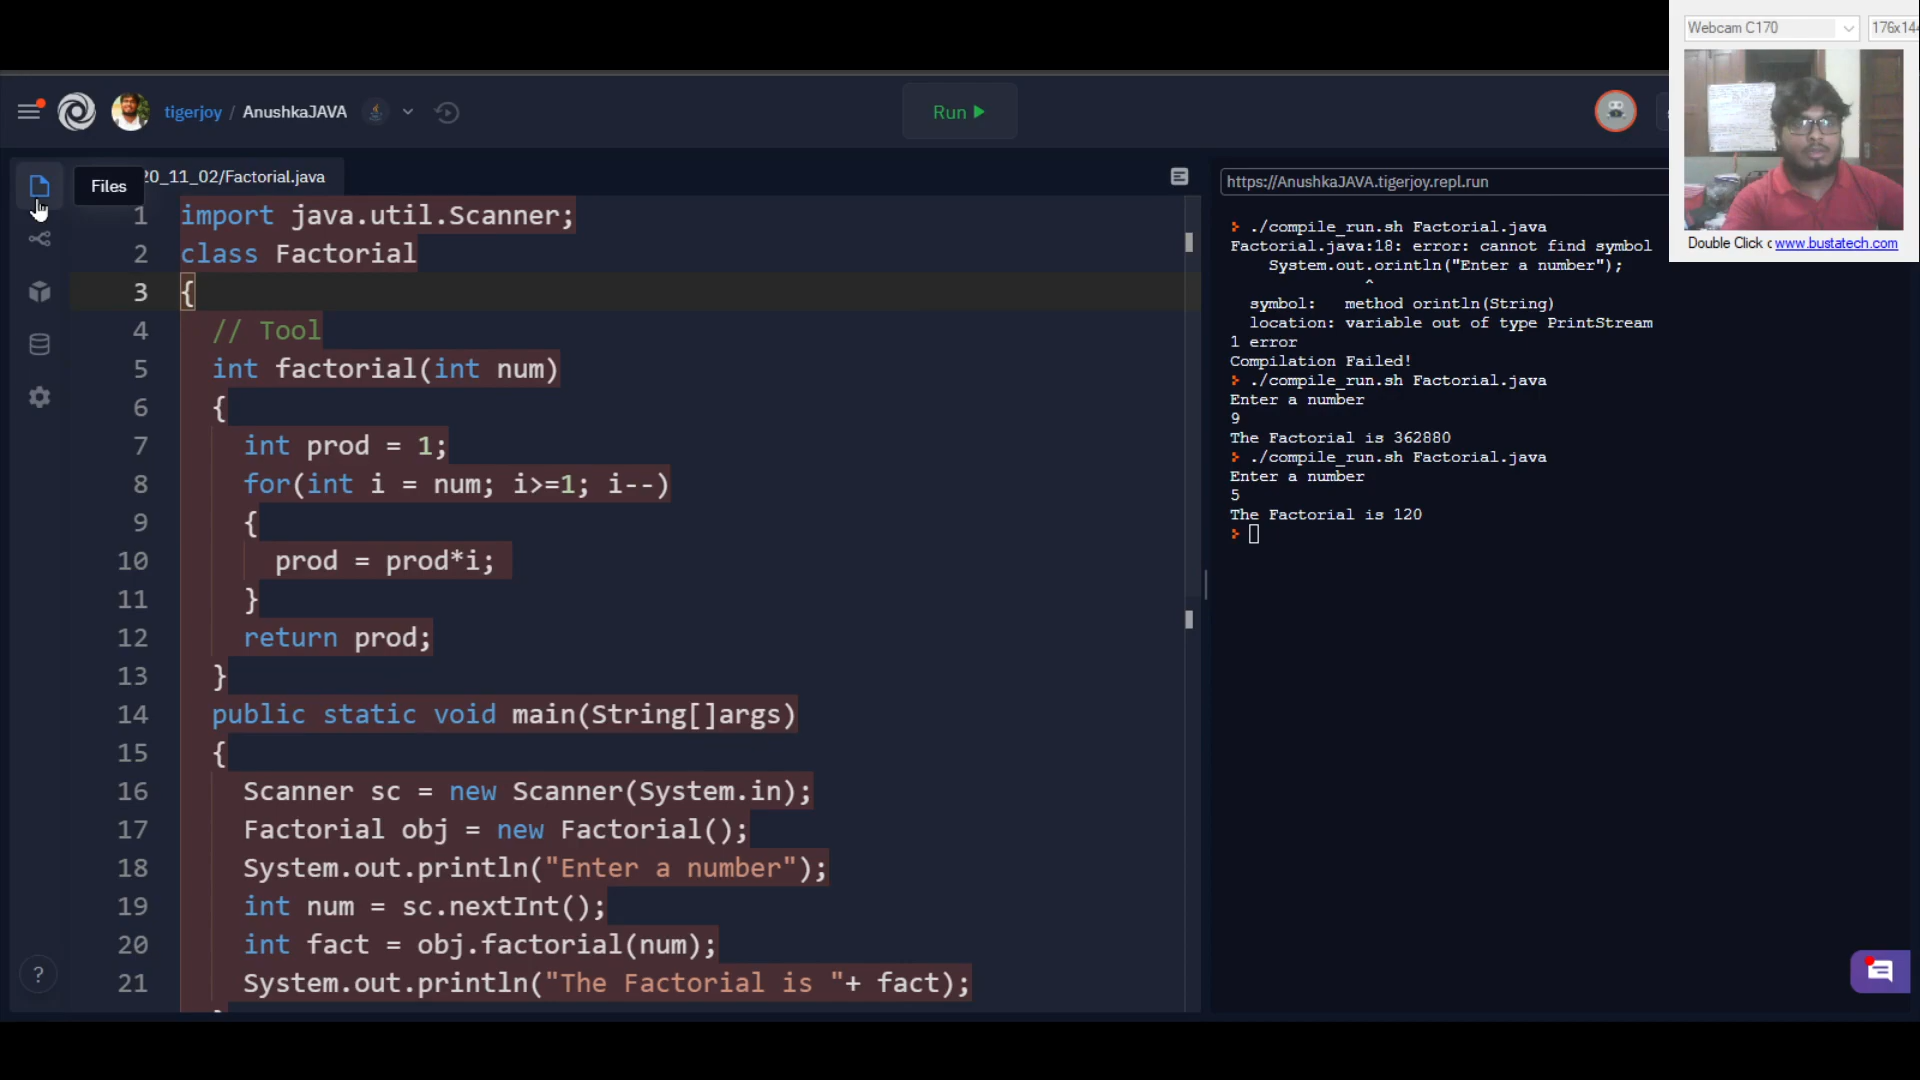 Webcam C170
176x144
tigerjoy / AnushkaJAVA
Run
Double Click
www.bustatech.com
Files
20_11_02/Factorial.java
https://AnushkaJAVA.tigerjoy.repl.run
1 import java.util.Scanner;
2 class Factorial
3 {
4 // Tool
5 int factorial(int num)
6 {
7 int prod = 1;
8 for(int i = num; i>=1; i--)
9 {
10 prod = prod*i;
11 }
12 return prod;
13 }
14 public static void main(String[]args)
15 {
16 Scanner sc = new Scanner(System.in);
17 Factorial obj = new Factorial();
18 System.out.println("Enter a number");
19 int num = sc.nextInt();
20 int fact = obj.factorial(num);
21 System.out.println("The Factorial is "+ fact);
?
> ./compile_run.sh Factorial.java
Factorial.java:18: error: cannot find symbol
System.out.orintln("Enter a number");
^
symbol: method orintln(String)
location: variable out of type PrintStream
1 error
Compilation Failed!
> ./compile_run.sh Factorial.java
Enter a number
9
The Factorial is 362880
> ./compile_run.sh Factorial.java
Enter a number
5
The Factorial is 120
>